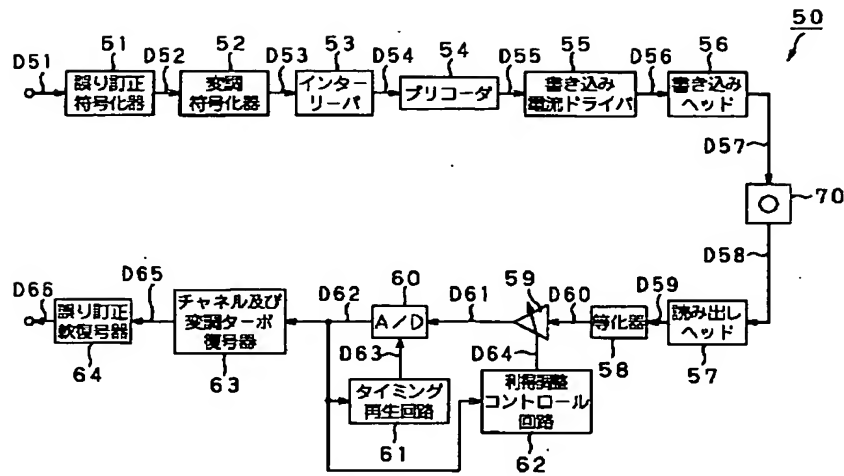 50
51
52
53
54
55
56
D51
誤り訂正
符号化器
D52
変調
符号化器
D53
インター
リーバ
D54
プリコーダ
D55
書き込み
電流ドライバ
D56
書き込み
ヘッド
D57
70
D58
D66
誤り訂正
軟復号器
64
D65
チャネル及び
変調ターボ
復号器
63
D62
60
A/D
D63
タイミング
再生回路
61
D61
59
D64
利得調整
コントロール
回路
62
D60
等化器
58
D59
読み出し
ヘッド
57